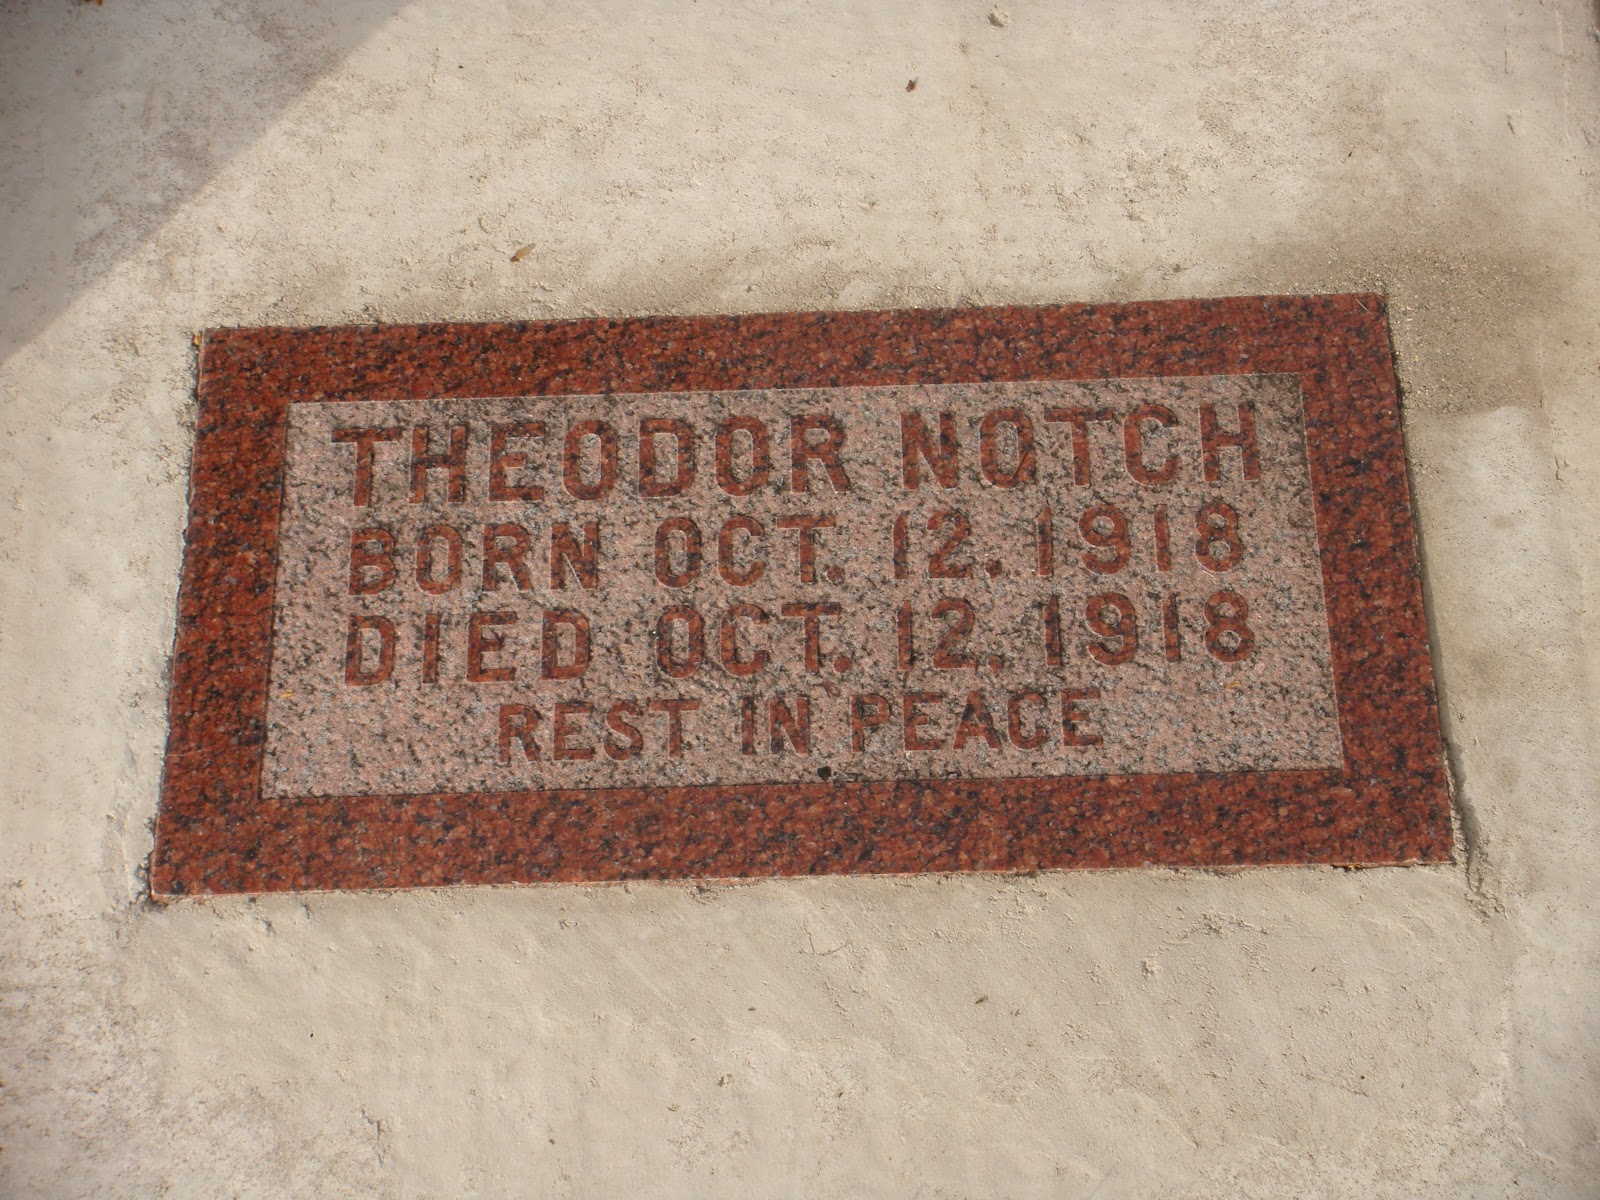 THEODOR NOTCH
BORN OCT. 12. 1918
DIED OCT. 12. 1918
REST IN PEACE